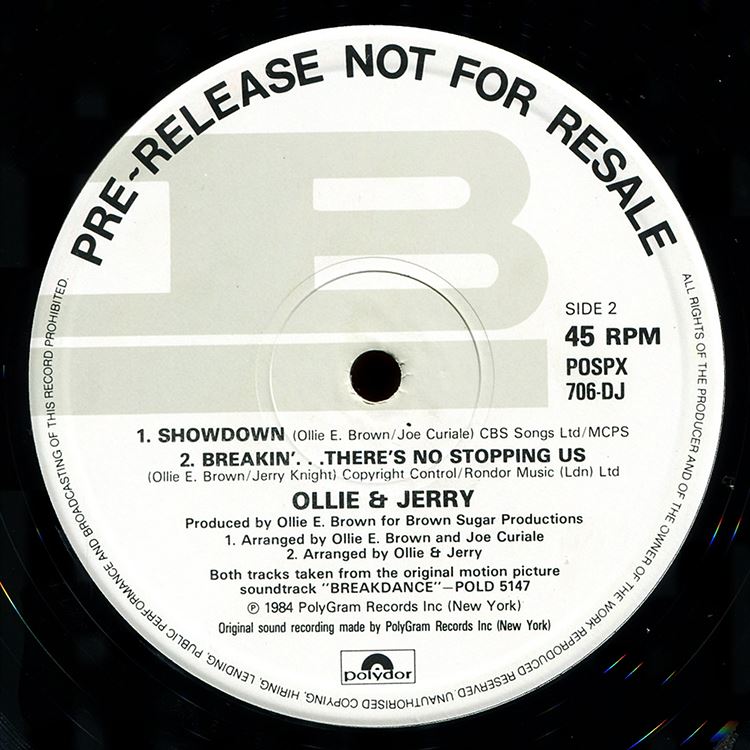 PRE-RELEASE NOT FOR RESALE
B
SIDE 2
45 RPM
POSPX
706-DJ
1. SHOWDOWN (Ollie E. Brown/Joe Curiale) CBS Songs Ltd/MCPS
2. BREAKIN'. . .THERE'S NO STOPPING US
(Ollie E. Brown/Jerry Knight) Copyright Control/Rondor Music (Ldn) Ltd
OLLIE & JERRY
Produced by Ollie E. Brown for Brown Sugar Productions
1. Arranged by Ollie E. Brown and Joe Curiale
2. Arranged by Ollie & Jerry
Both tracks taken from the original motion picture
soundtrack "BREAKDANCE"—POLD 5147
℗ 1984 PolyGram Records Inc (New York)
Original sound recording made by PolyGram Records Inc (New York)
polydor
ALL RIGHTS OF THE PRODUCER AND OF THE OWNER OF THE WORK REPRODUCED RESERVED. UNAUTHORISED COPYING, HIRING, LENDING, PUBLIC PERFORMANCE AND BROADCASTING OF THIS RECORD PROHIBITED.